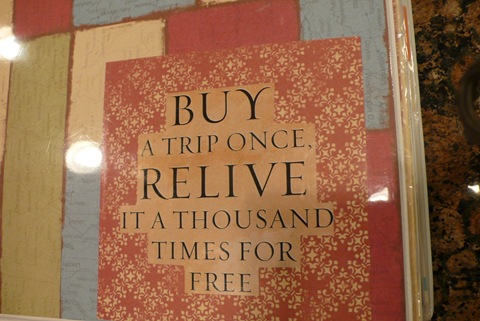 BUY
A TRIP ONCE,
RELIVE
IT A THOUSAND
TIMES FOR
FREE